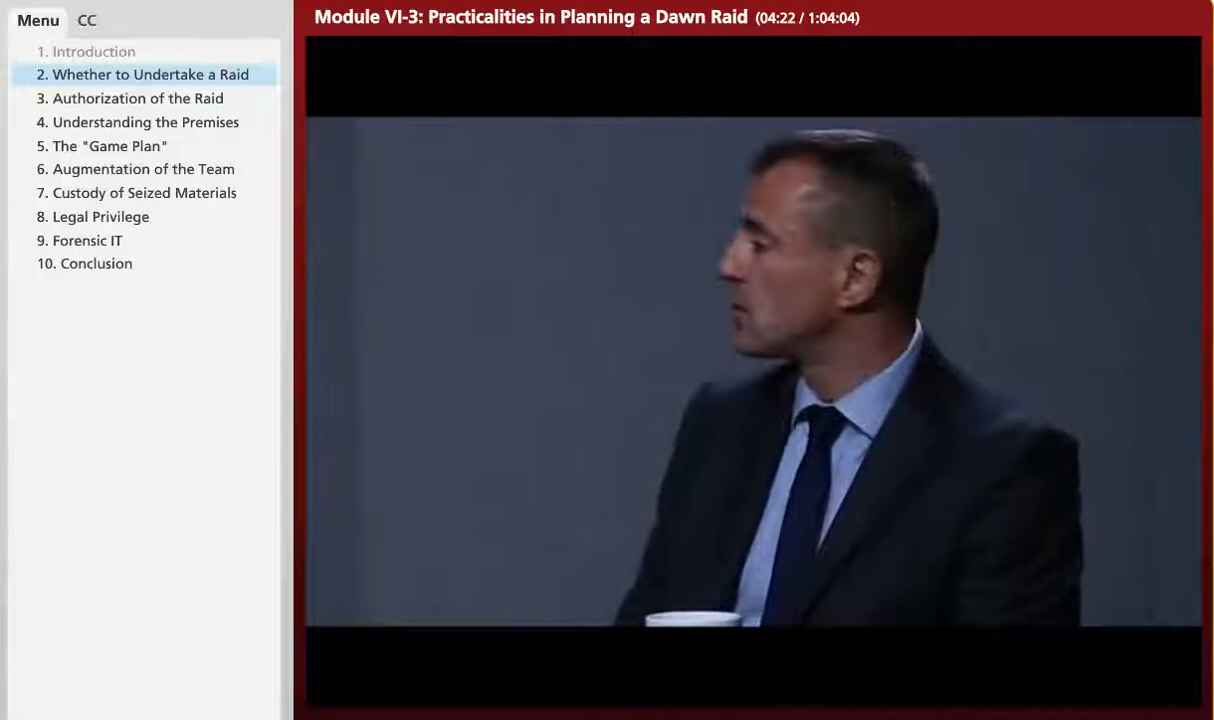 Menu CC
1. Introduction
2. Whether to Undertake a Raid
3. Authorization of the Raid
4. Understanding the Premises
5. The "Game Plan"
6. Augmentation of the Team
7. Custody of Seized Materials
8. Legal Privilege
9. Forensic IT
10. Conclusion
Module VI-3: Practicalities in Planning a Dawn Raid (04:22 / 1:04:04)